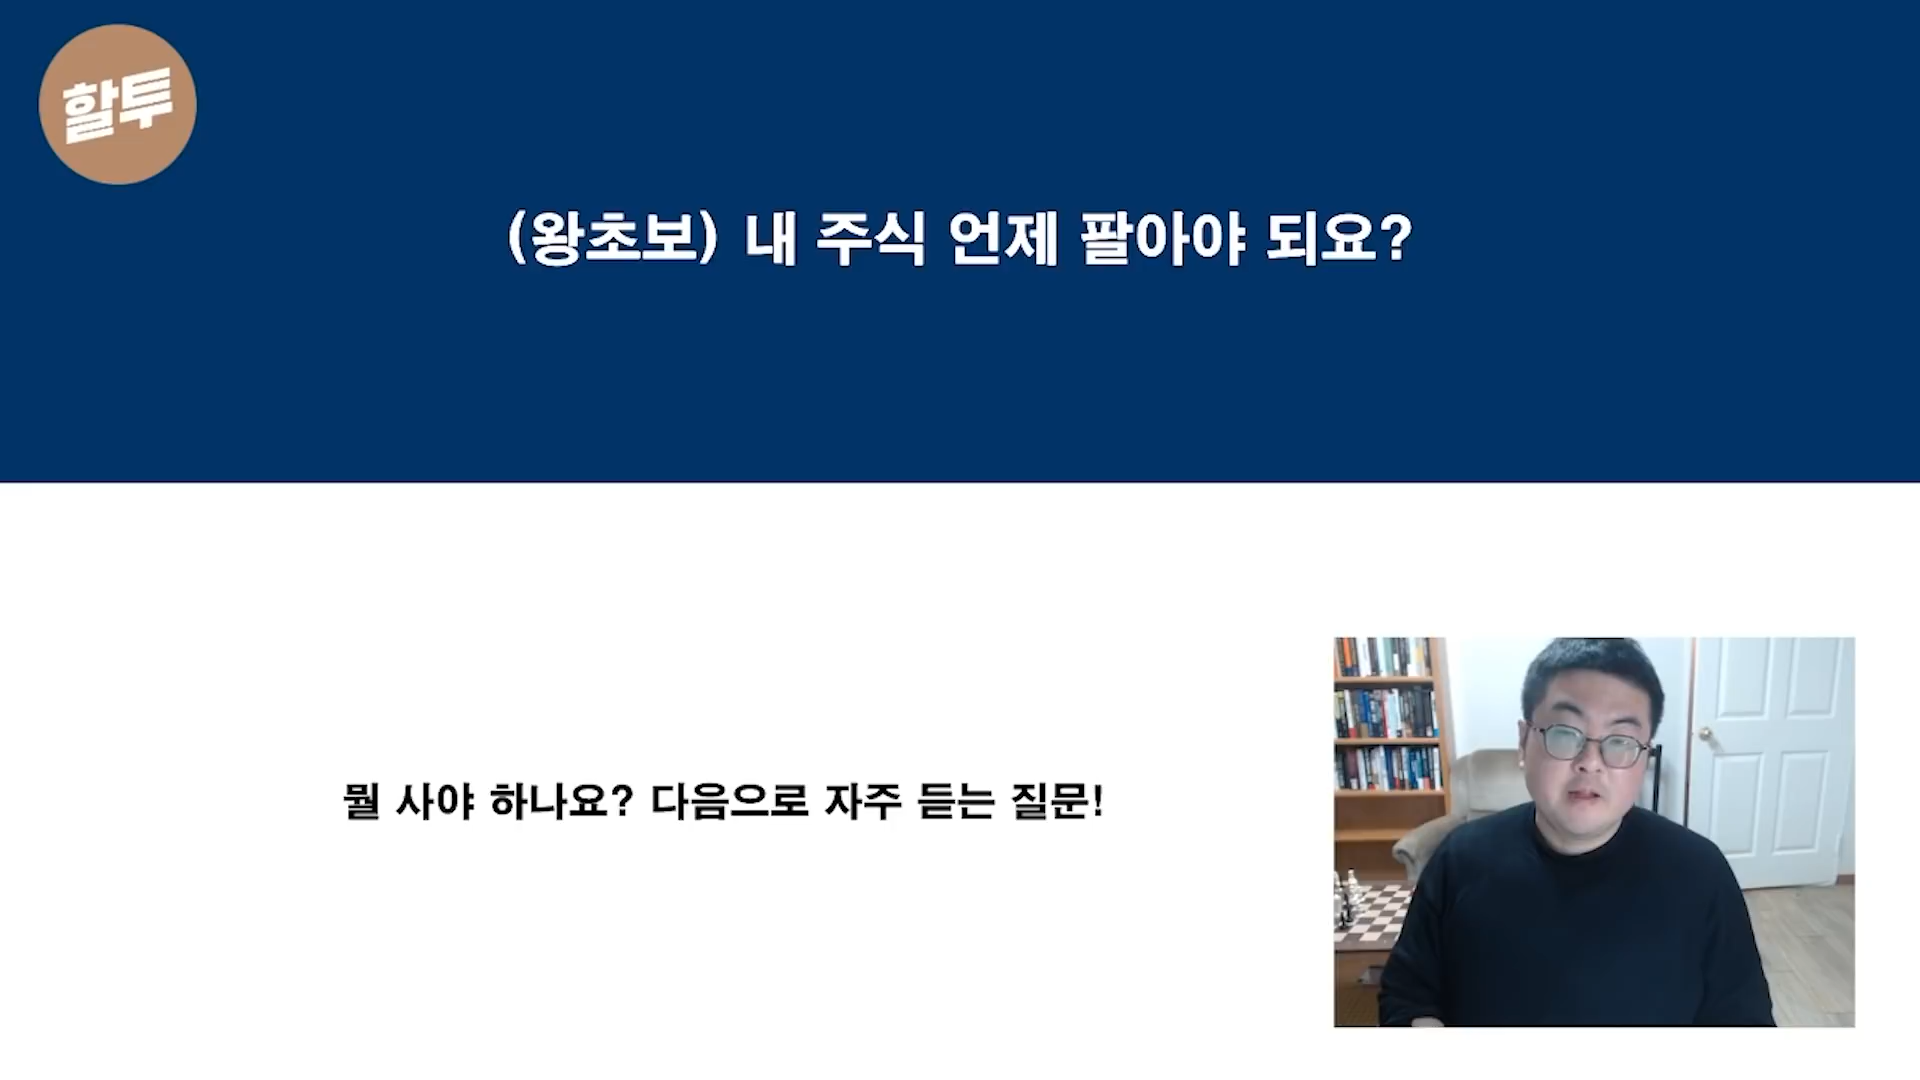 할투
(왕초보) 내 주식 언제 팔아야 되요?
뭘 사야 하나요? 다음으로 자주 듣는 질문!